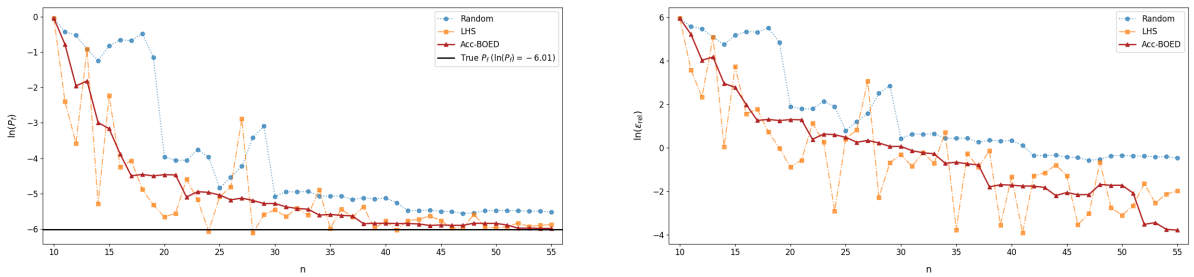 Random
LHS
Acc-BOED
True P_f (ln(P_f) = −6.01)
ln(P_f)
0
−1
−2
−3
−4
−5
−6
10 15 20 25 30 35 40 45 50 55
n
Random
LHS
Acc-BOED
ln(ε_rel)
6
4
2
0
−2
−4
10 15 20 25 30 35 40 45 50 55
n